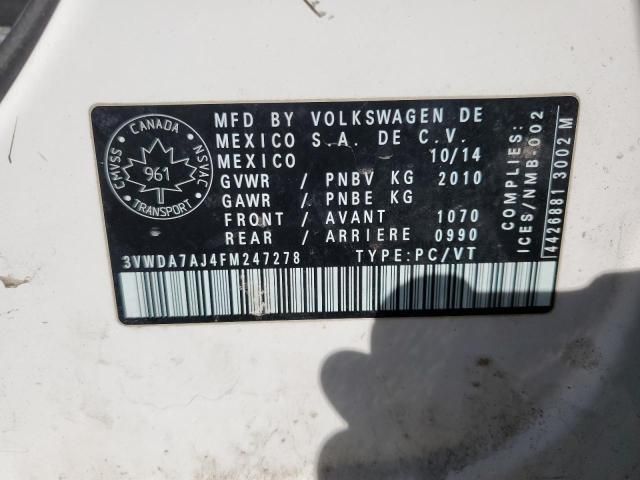 CANADA
CMVSS
NSVAC
961
TRANSPORT
MFD BY VOLKSWAGEN DE
MEXICO S.A. DE C.V.
MEXICO 10/14
GVWR / PNBV KG 2010
GAWR / PNBE KG
FRONT / AVANT 1070
REAR / ARRIERE 0990
3VWDA7AJ4FM247278 TYPE:PC/VT
COMPLIES:
ICES/NMB-002
4426881 3002 M